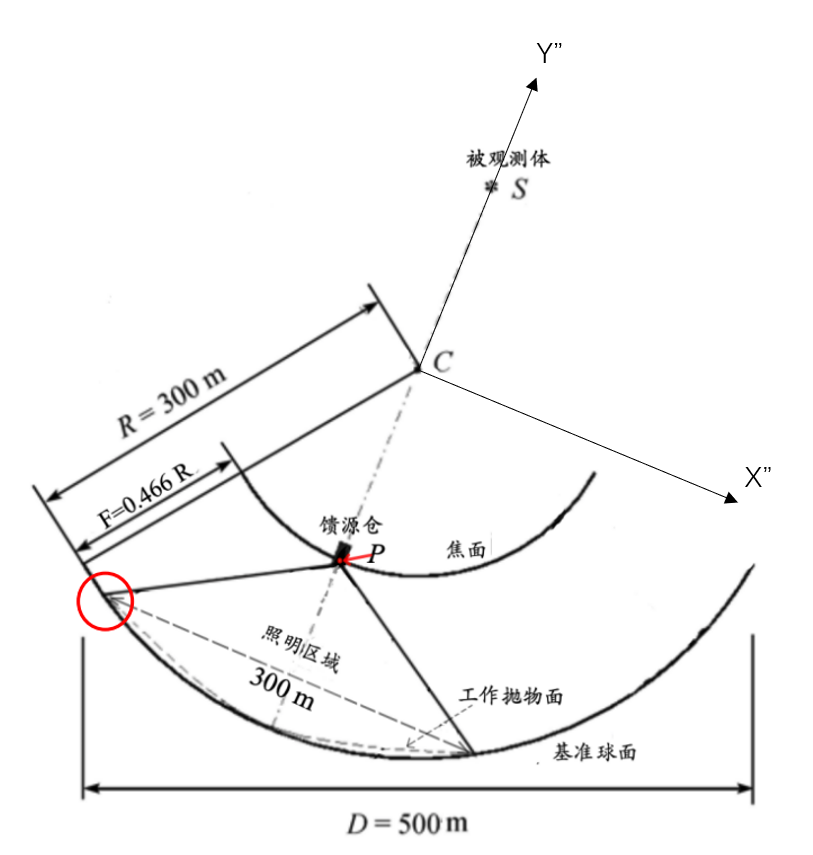 Y”
被观测体
S
C
R = 300 m
X”
F=0.466 R
馈源仓
P
焦面
照明区域
300 m
工作抛物面
基准球面
D = 500 m